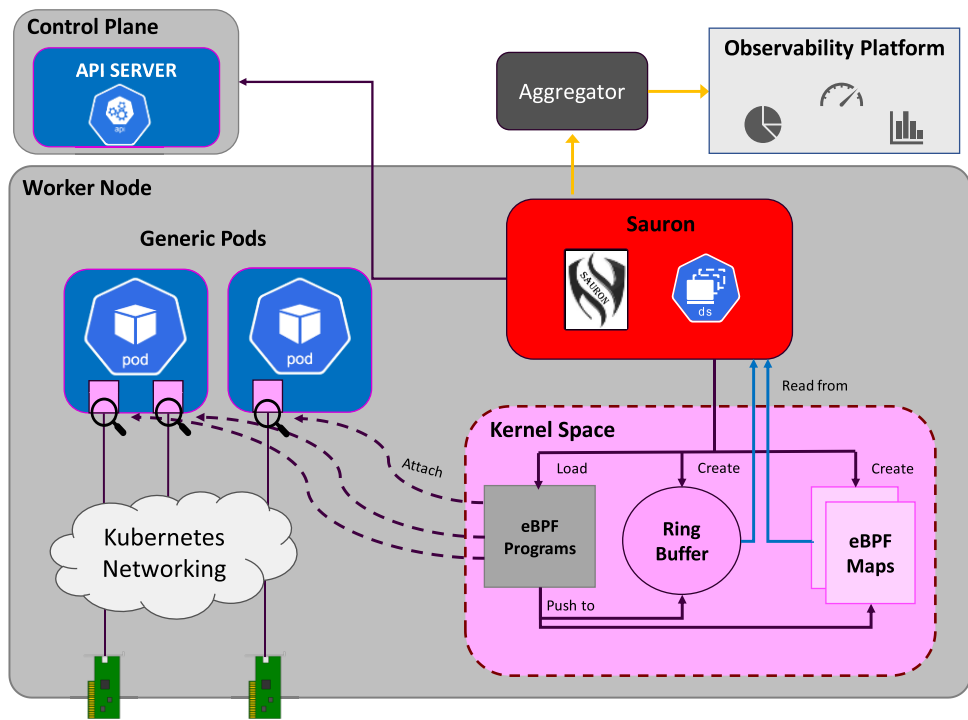 Control Plane
API SERVER
api
Aggregator
Observability Platform
Worker Node
Generic Pods
pod
pod
Sauron
SAURON
ds
Read from
Kernel Space
Attach
Load
Create
Create
eBPF
Programs
Ring
Buffer
eBPF
Maps
Push to
Kubernetes
Networking